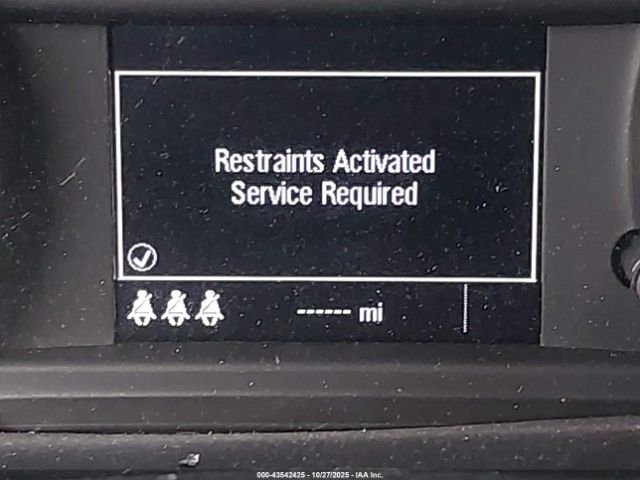 Restraints Activated
Service Required
------ mi
000-43542425 - 10/27/2025 - IAA Inc.